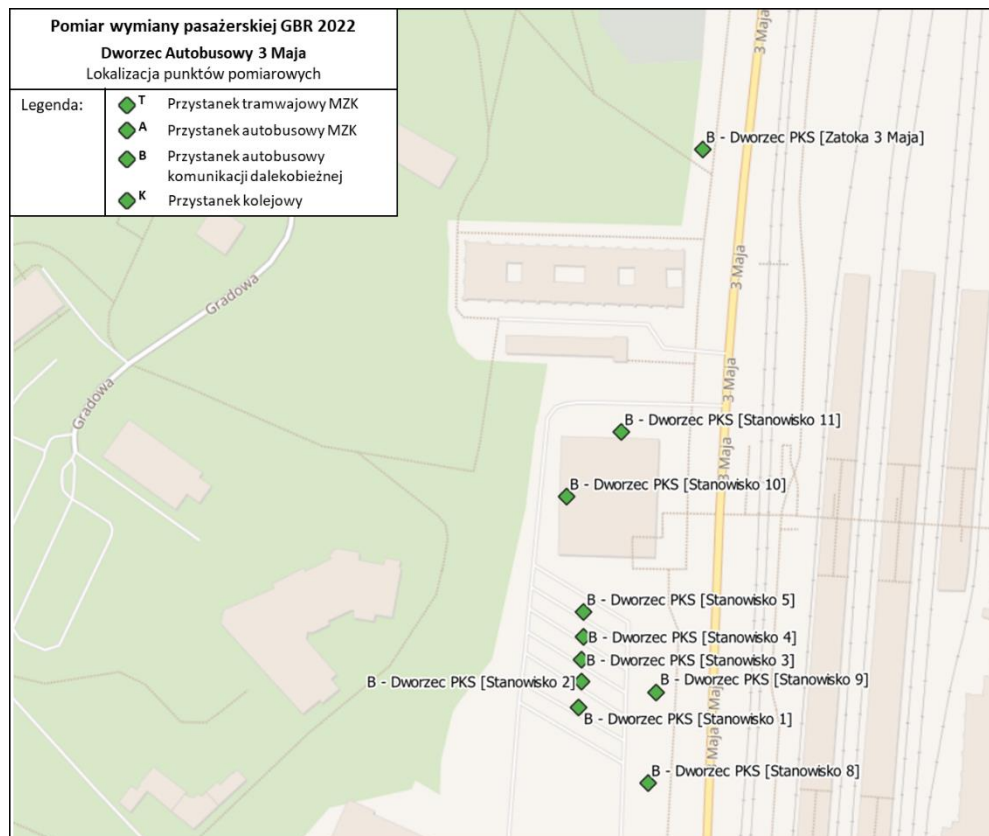 Pomiar wymiany pasażerskiej GBR 2022
Dworzec Autobusowy 3 Maja
Lokalizacja punktów pomiarowych
Legenda:
T Przystanek tramwajowy MZK
A Przystanek autobusowy MZK
B Przystanek autobusowy
komunikacji dalekobieżnej
K Przystanek kolejowy
3 Maja
B - Dworzec PKS [Zatoka 3 Maja]
3 Maja
Gradowa
3 Maja
Gradowa
B - Dworzec PKS [Stanowisko 11]
3 Maja
B - Dworzec PKS [Stanowisko 10]
B - Dworzec PKS [Stanowisko 5]
B - Dworzec PKS [Stanowisko 4]
B - Dworzec PKS [Stanowisko 3]
B - Dworzec PKS [Stanowisko 2]
B - Dworzec PKS [Stanowisko 9]
3 Maja
B - Dworzec PKS [Stanowisko 1]
3 Maja
B - Dworzec PKS [Stanowisko 8]